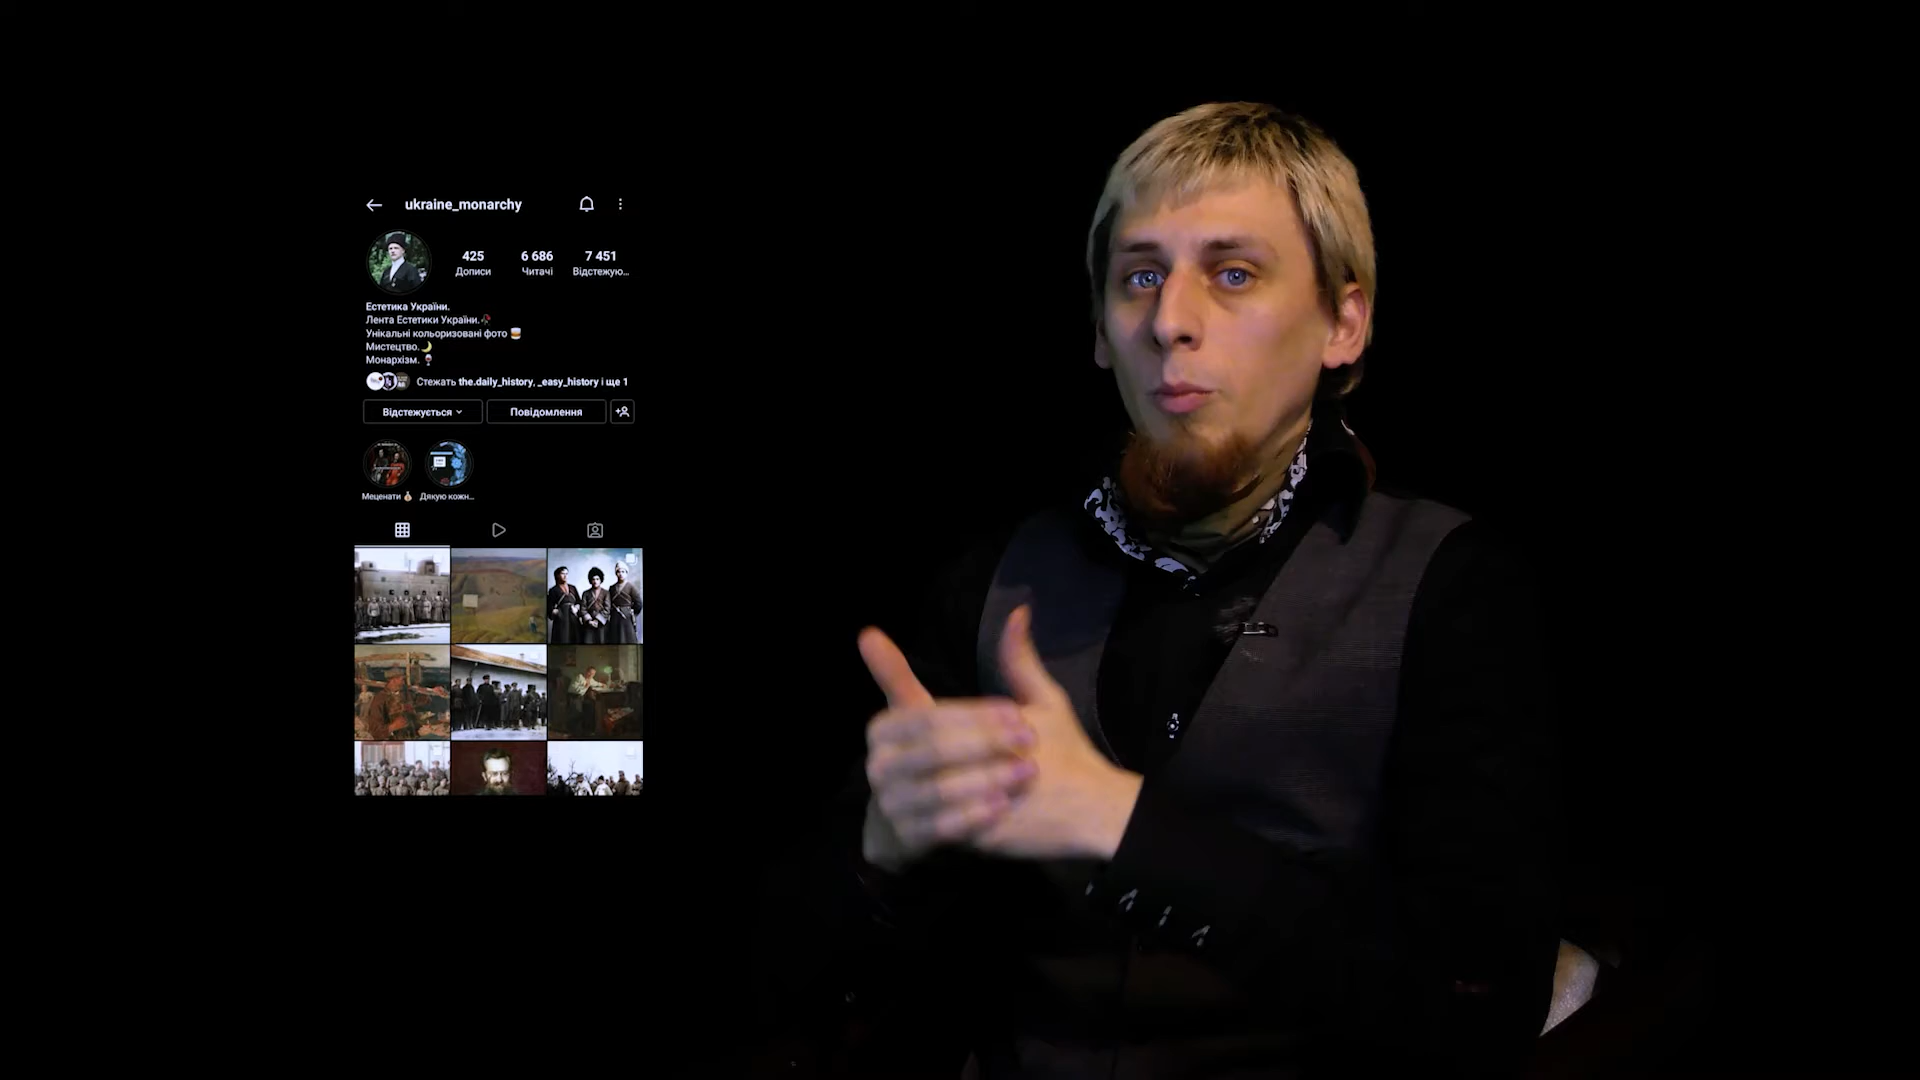 ukraine_monarchy
425
6 686
7 451
Дописи
Читачі
Відстежую...
Естетика України.
Лента Естетики України.🥀
Унікальні кольоризовані фото 🥃
Мистецтво. 🌙
Монархізм. 🍷
Стежать the.daily_history, _easy_history і ще 1
Відстежується
Повідомлення
Меценати 💰
Дякую кожн...